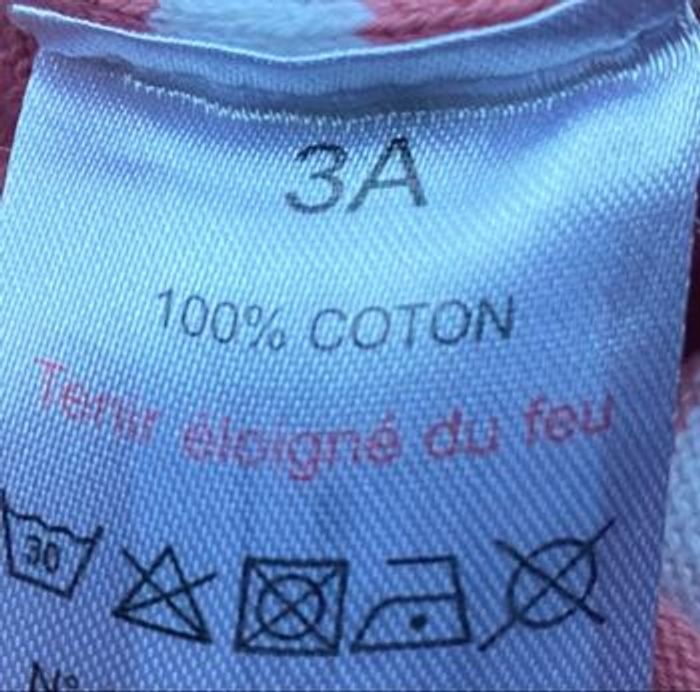 3A
100% COTON
Tenir éloigné du feu
30
N°